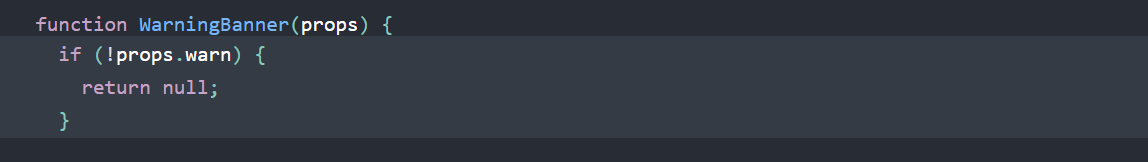 function WarningBanner(props) {
  if (!props.warn) {
    return null;
  }